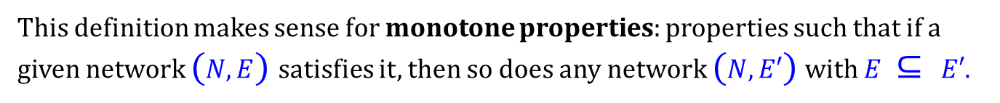 This definition makes sense for monotone properties: properties such that if a
given network (N, E) satisfies it, then so does any network (N, E′) with E ⊆ E′.